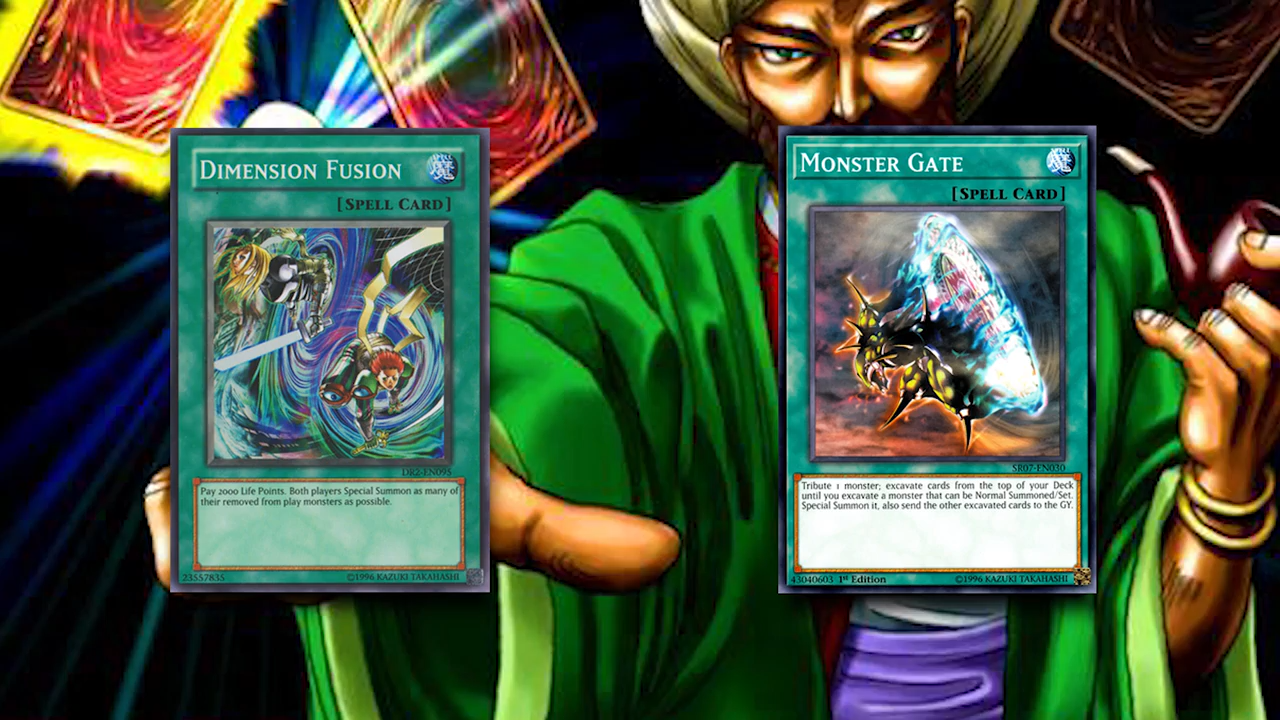 DIMENSION FUSION
[SPELL CARD]
DR2-EN095
Pay 2000 Life Points. Both players Special Summon as many of
their removed from play monsters as possible.
23557835 ©1996 KAZUKI TAKAHASHI
MONSTER GATE
[SPELL CARD]
SR07-EN030
Tribute 1 monster; excavate cards from the top of your Deck
until you excavate a monster that can be Normal Summoned/Set.
Special Summon it, also send the other excavated cards to the GY.
43040603 1st Edition ©1996 KAZUKI TAKAHASHI